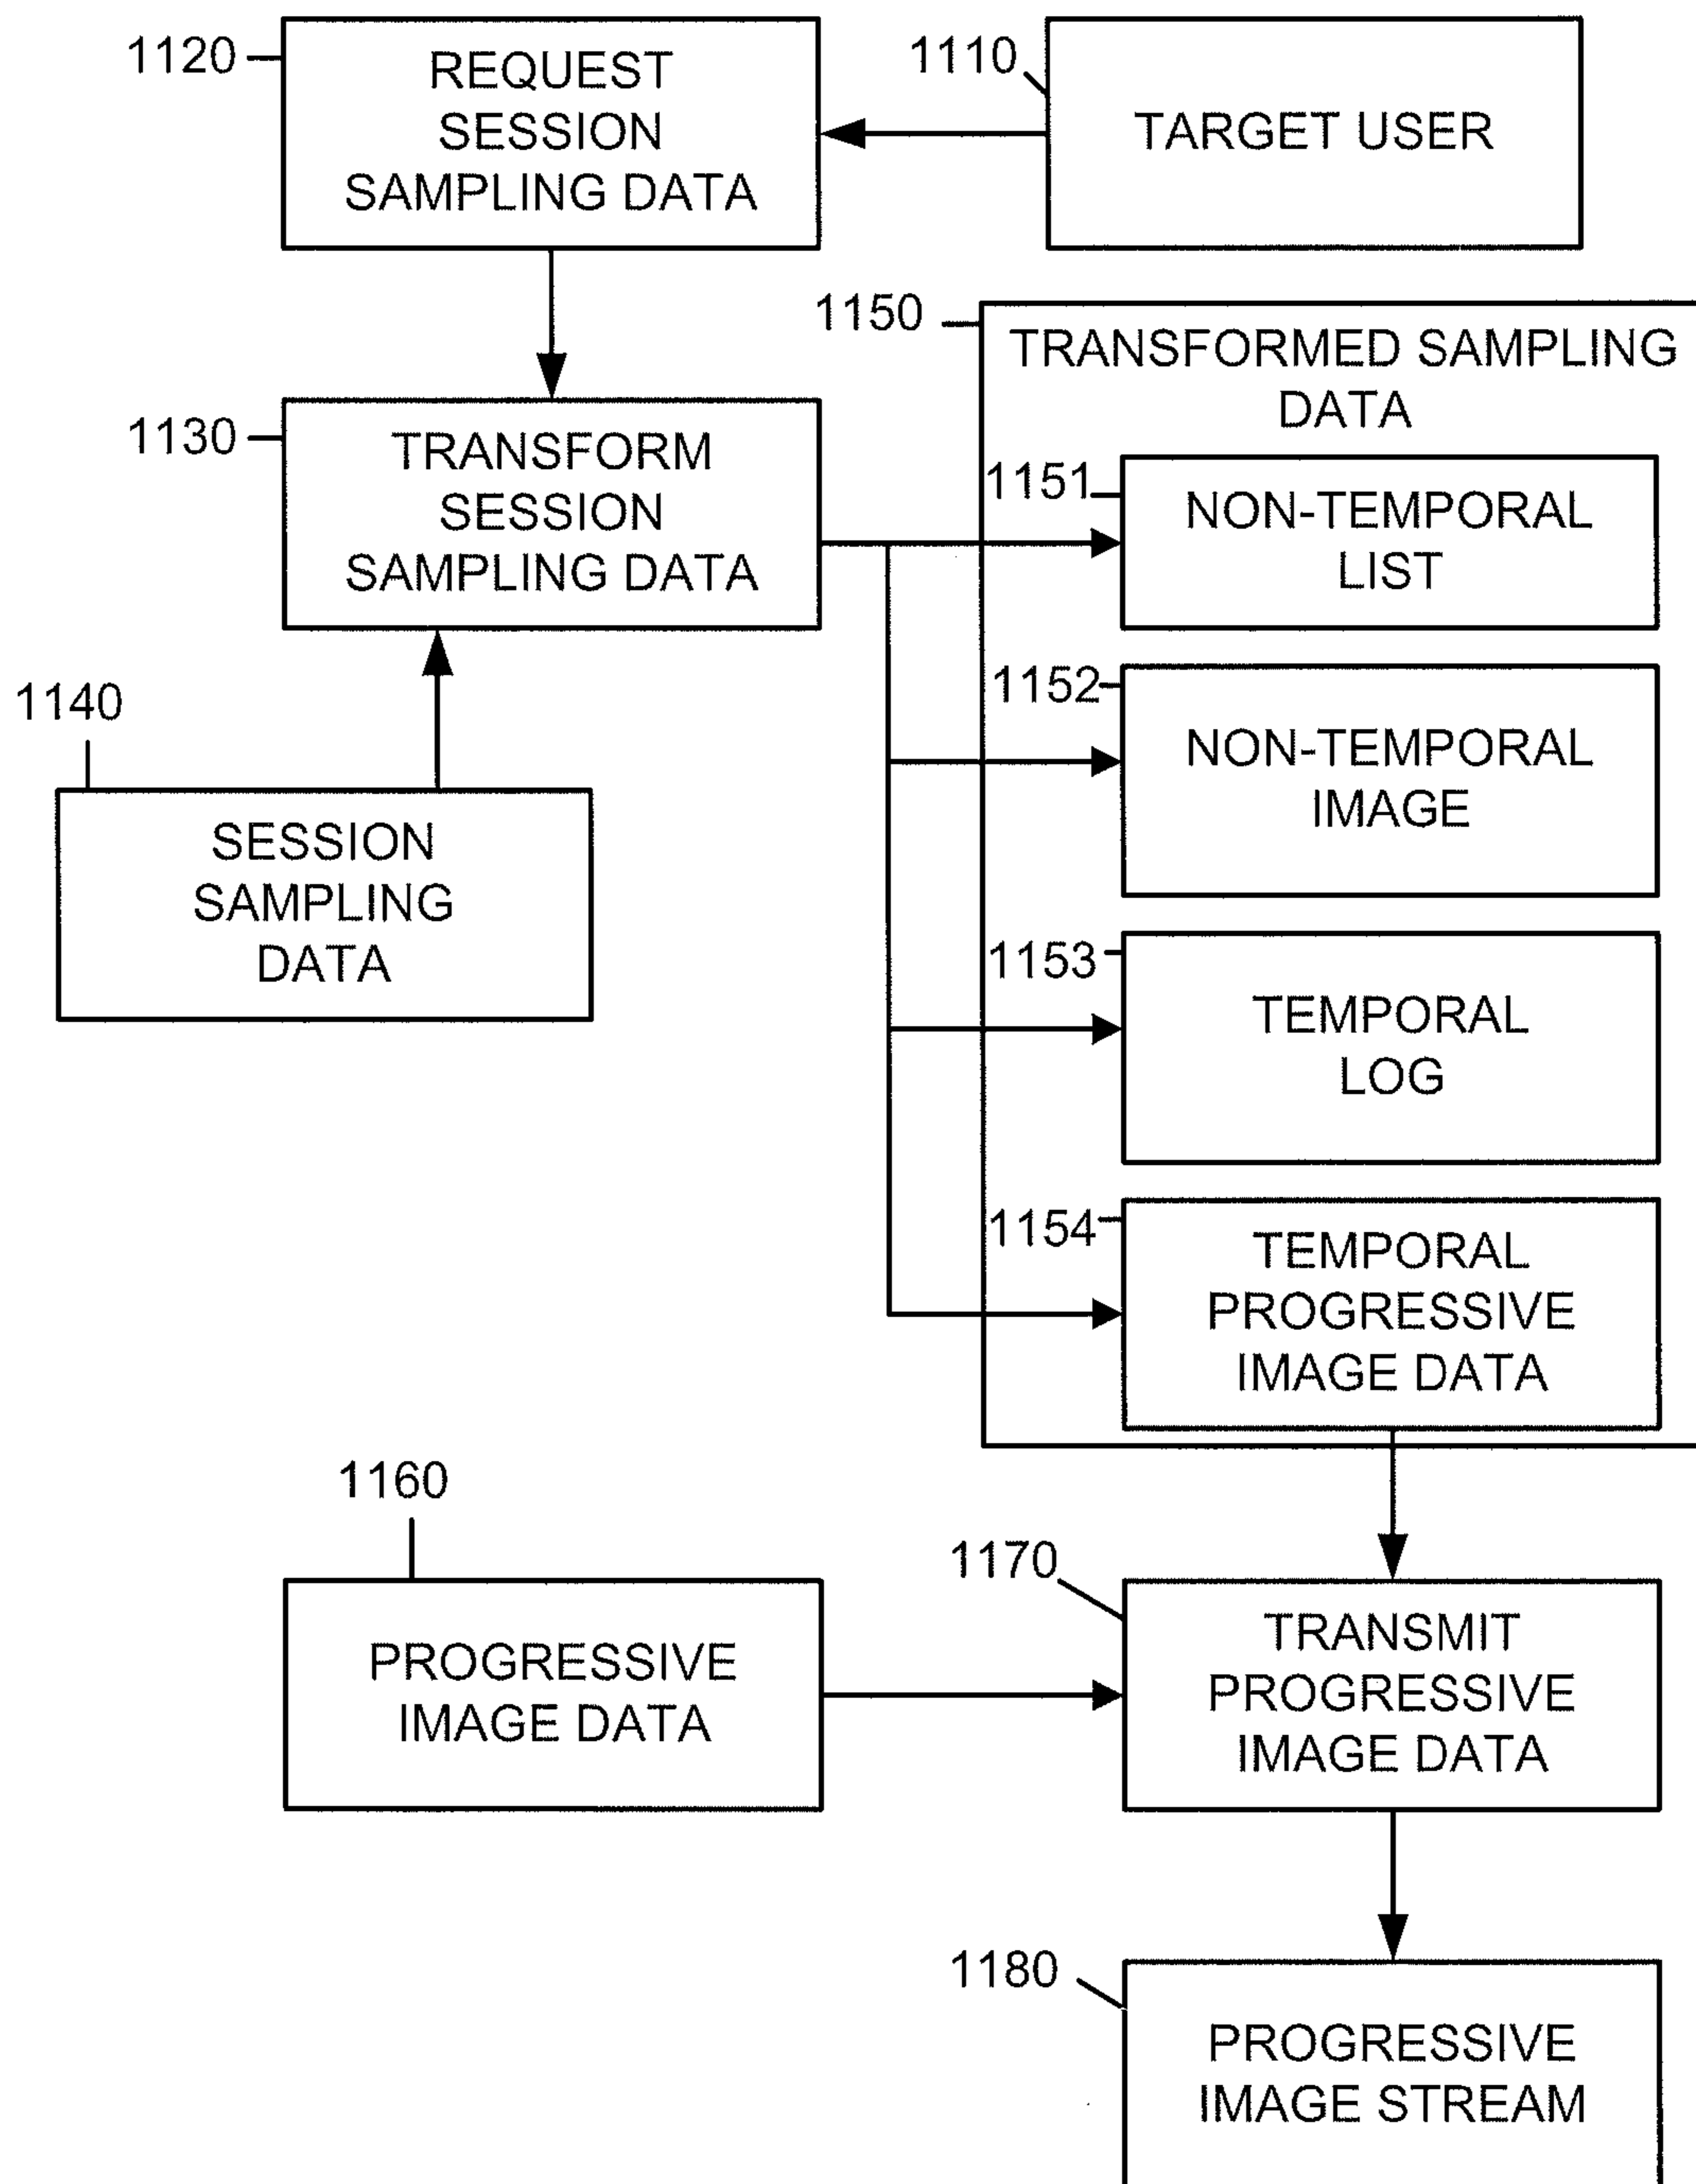 1120
REQUEST
SESSION
SAMPLING DATA
1110
TARGET USER
1130
TRANSFORM
SESSION
SAMPLING DATA
1140
SESSION
SAMPLING
DATA
1150
TRANSFORMED SAMPLING
DATA
1151
NON-TEMPORAL
LIST
1152
NON-TEMPORAL
IMAGE
1153
TEMPORAL
LOG
1154
TEMPORAL
PROGRESSIVE
IMAGE DATA
1160
PROGRESSIVE
IMAGE DATA
1170
TRANSMIT
PROGRESSIVE
IMAGE DATA
1180
PROGRESSIVE
IMAGE STREAM